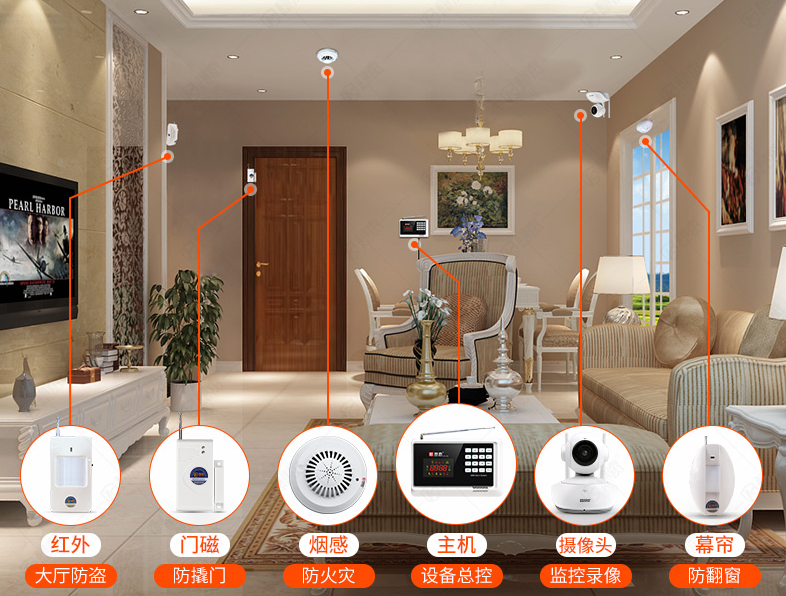 PEARL HARBOR
红外
门磁
烟感
主机
摄像头
幕帘
大厅防盗
防撬门
防火灾
设备总控
监控录像
防翻窗